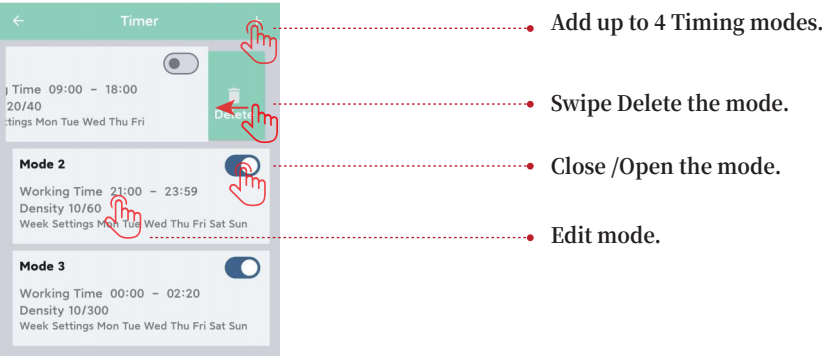 ← Timer
Add up to 4 Timing modes.
Time 09:00 – 18:00
20/40
Mon Tue Wed Thu Fri
Delete
Swipe Delete the mode.
Mode 2
Working Time 21:00 – 23:59
Density 10/60
Week Settings Mon Tue Wed Thu Fri Sat Sun
Close /Open the mode.
Edit mode.
Mode 3
Working Time 00:00 – 02:20
Density 10/300
Week Settings Mon Tue Wed Thu Fri Sat Sun